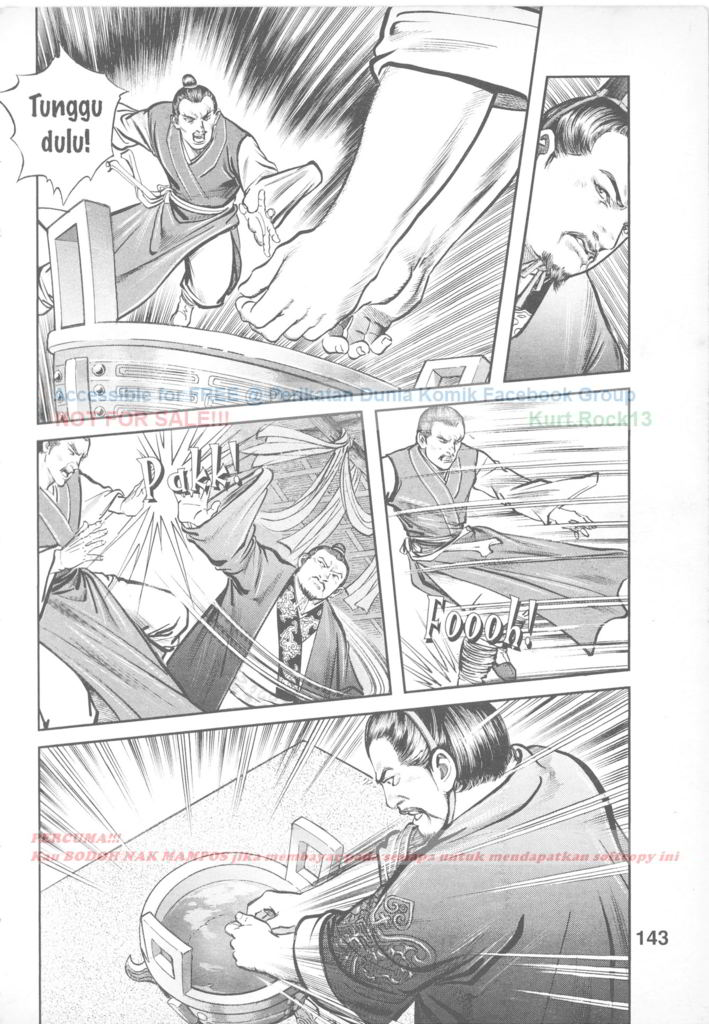 Tunggu
dulu!
Accessible for FREE @ Perikatan Dunia Komik Facebook Group
NOT FOR SALE!!! Kurt.Rock13
Pakk!
Foooh!
PERCUMA!!!
Kau BODOH NAK MAMPOS jika membayar pada sesiapa untuk mendapatkan softcopy ini
143